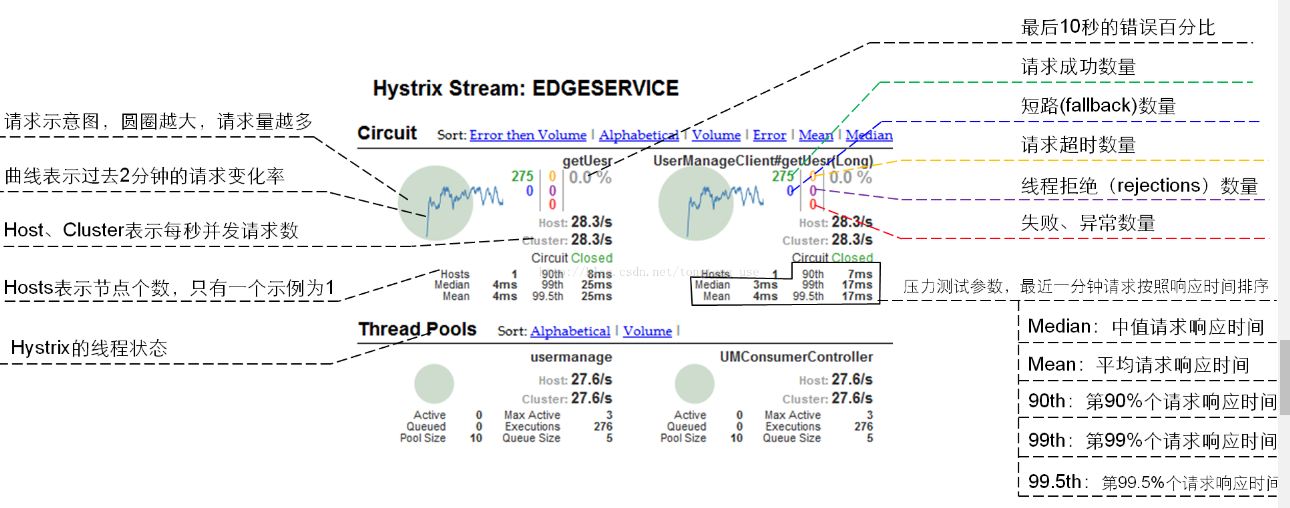 最后10秒的错误百分比
请求成功数量
短路(fallback)数量
请求超时数量
线程拒绝（rejections）数量
失败、异常数量
请求示意图，圆圈越大，请求量越多
曲线表示过去2分钟的请求变化率
Host、Cluster表示每秒并发请求数
Hosts表示节点个数，只有一个示例为1
Hystrix的线程状态
Hystrix Stream: EDGESERVICE
Circuit Sort: Error then Volume | Alphabetical | Volume | Error | Mean | Median
getUesr
275 0 0.0 %
0 0
0
Host: 28.3/s
Cluster: 28.3/s
Circuit Closed
Hosts 1 90th 8ms
Median 4ms 99th 25ms
Mean 4ms 99.5th 25ms
UserManageClient#getUesr(Long)
275 0 0.0 %
0 0
0
Host: 28.3/s
Cluster: 28.3/s
Circuit Closed
Hosts 1 90th 7ms
Median 3ms 99th 17ms
Mean 4ms 99.5th 17ms
Thread Pools Sort: Alphabetical | Volume |
usermanage
Host: 27.6/s
Cluster: 27.6/s
Active 0 Max Active 3
Queued 0 Executions 276
Pool Size 10 Queue Size 5
UMConsumerController
Host: 27.6/s
Cluster: 27.6/s
Active 0 Max Active 3
Queued 0 Executions 276
Pool Size 10 Queue Size 5
压力测试参数，最近一分钟请求按照响应时间排序
Median：中值请求响应时间
Mean：平均请求响应时间
90th：第90%个请求响应时间
99th：第99%个请求响应时间
99.5th：第99.5%个请求响应时间